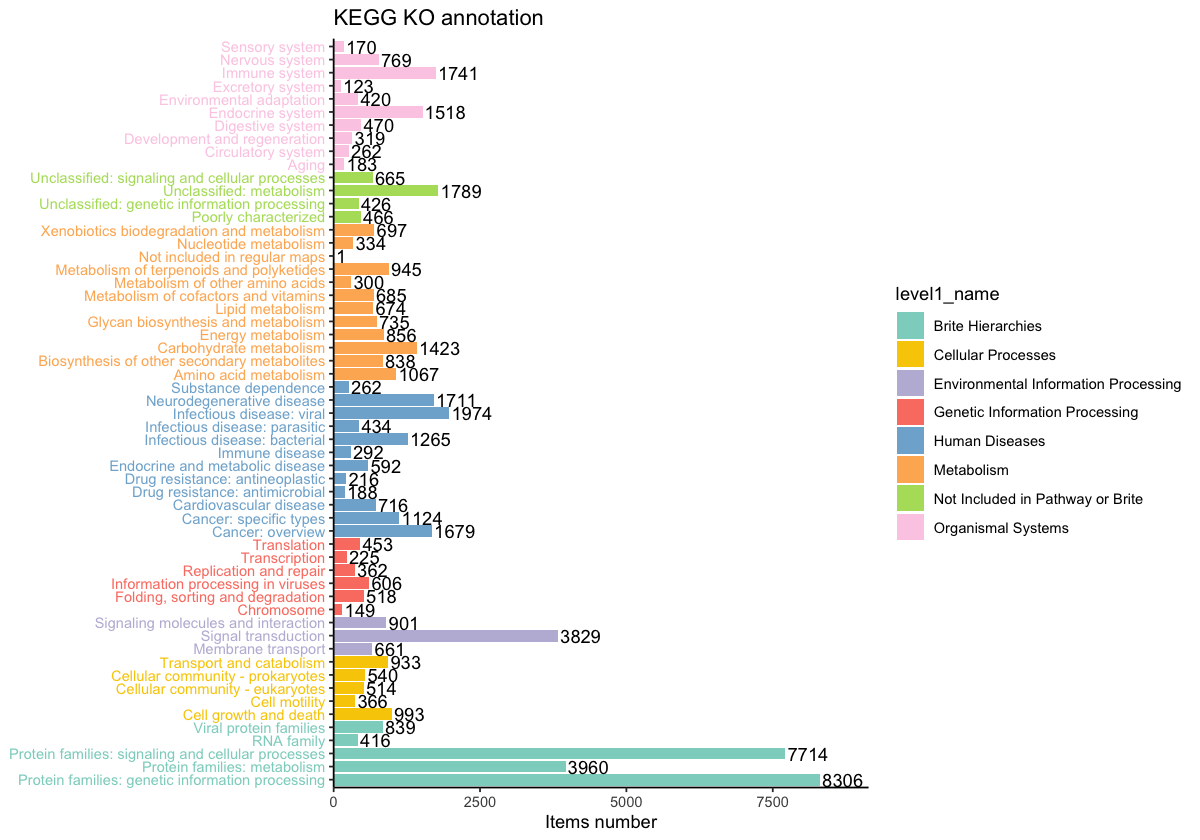 KEGG KO annotation
Sensory system 170
Nervous system 769
Immune system 1741
Excretory system 123
Environmental adaptation 420
Endocrine system 1518
Digestive system 470
Development and regeneration 319
Circulatory system 262
Aging 183
Unclassified: signaling and cellular processes 665
Unclassified: metabolism 1789
Unclassified: genetic information processing 426
Poorly characterized 466
Xenobiotics biodegradation and metabolism 697
Nucleotide metabolism 334
Not included in regular maps 1
Metabolism of terpenoids and polyketides 945
Metabolism of other amino acids 300
Metabolism of cofactors and vitamins 685
Lipid metabolism 674
Glycan biosynthesis and metabolism 735
Energy metabolism 856
Carbohydrate metabolism 1423
Biosynthesis of other secondary metabolites 838
Amino acid metabolism 1067
Substance dependence 262
Neurodegenerative disease 1711
Infectious disease: viral 1974
Infectious disease: parasitic 434
Infectious disease: bacterial 1265
Immune disease 292
Endocrine and metabolic disease 592
Drug resistance: antineoplastic 216
Drug resistance: antimicrobial 188
Cardiovascular disease 716
Cancer: specific types 1124
Cancer: overview 1679
Translation 453
Transcription 225
Replication and repair 362
Information processing in viruses 606
Folding, sorting and degradation 518
Chromosome 149
Signaling molecules and interaction 901
Signal transduction 3829
Membrane transport 661
Transport and catabolism 933
Cellular community - prokaryotes 540
Cellular community - eukaryotes 514
Cell motility 366
Cell growth and death 993
Viral protein families 839
RNA family 416
Protein families: signaling and cellular processes 7714
Protein families: metabolism 3960
Protein families: genetic information processing 8306
0 2500 5000 7500
Items number
level1_name
Brite Hierarchies
Cellular Processes
Environmental Information Processing
Genetic Information Processing
Human Diseases
Metabolism
Not Included in Pathway or Brite
Organismal Systems